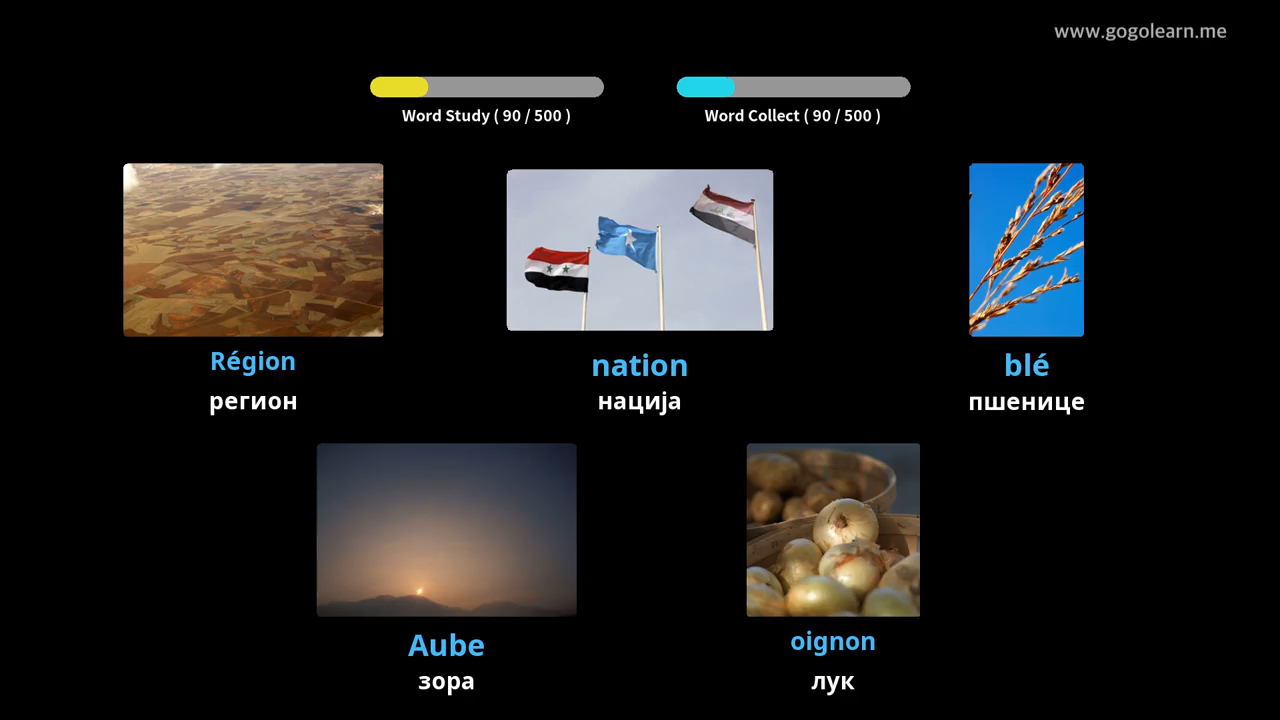 www.gogolearn.me
Word Study ( 90 / 500 )
Word Collect ( 90 / 500 )
Région
nation
blé
регион
нација
пшенице
Aube
oignon
зора
лук